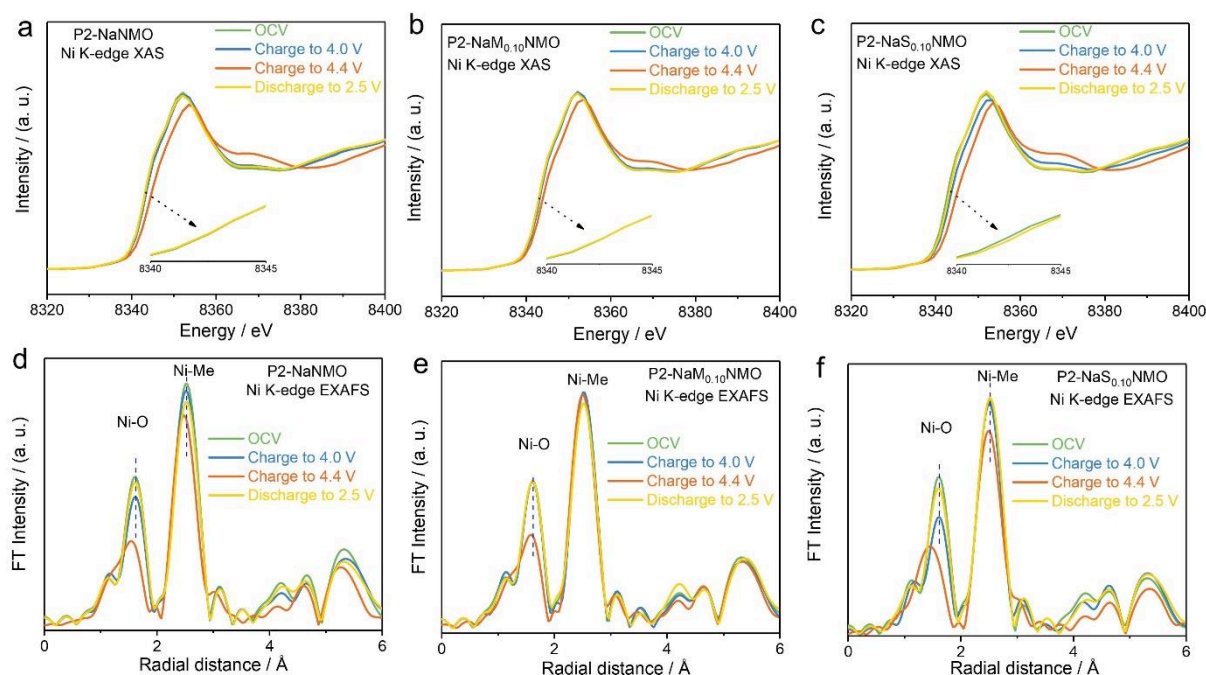 a
P2-NaNMO
Ni K-edge XAS
OCV
Charge to 4.0 V
Charge to 4.4 V
Discharge to 2.5 V
Intensity / (a. u.)
8340
8345
8320
8340
8360
8380
8400
Energy / eV
b
P2-NaM0.10NMO
Ni K-edge XAS
OCV
Charge to 4.0 V
Charge to 4.4 V
Discharge to 2.5 V
Intensity / (a. u.)
8340
8345
8320
8340
8360
8380
8400
Energy / eV
c
P2-NaS0.10NMO
Ni K-edge XAS
OCV
Charge to 4.0 V
Charge to 4.4 V
Discharge to 2.5 V
Intensity / (a. u.)
8340
8345
8320
8340
8360
8380
8400
Energy / eV
d
Ni-Me
P2-NaNMO
Ni K-edge EXAFS
Ni-O
OCV
Charge to 4.0 V
Charge to 4.4 V
Discharge to 2.5 V
FT Intensity / (a. u.)
0
2
4
6
Radial distance / Å
e
Ni-Me
P2-NaM0.10NMO
Ni K-edge EXAFS
Ni-O
OCV
Charge to 4.0 V
Charge to 4.4 V
Discharge to 2.5 V
FT Intensity / (a. u.)
0
2
4
6
Radial distance / Å
f
Ni-Me
P2-NaS0.10NMO
Ni K-edge EXAFS
Ni-O
OCV
Charge to 4.0 V
Charge to 4.4 V
Discharge to 2.5 V
FT Intensity / (a. u.)
0
2
4
6
Radial distance / Å